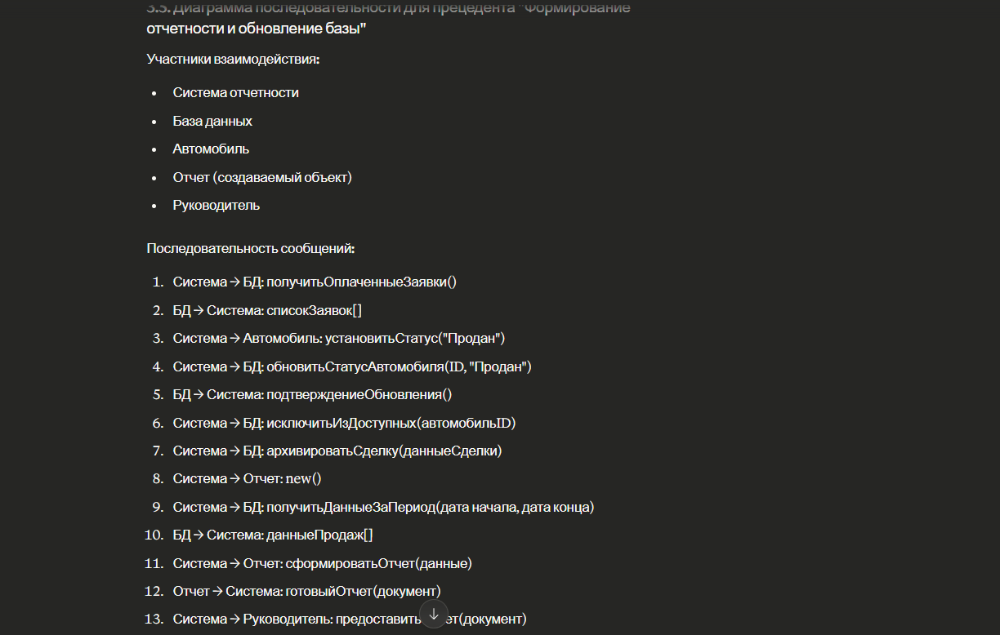 3.5. Диаграмма последовательности для прецедента "Формирование
отчетности и обновление базы"
Участники взаимодействия:
• Система отчетности
• База данных
• Автомобиль
• Отчет (создаваемый объект)
• Руководитель
Последовательность сообщений:
1. Система → БД: получитьОплаченныеЗаявки()
2. БД → Система: списокЗаявок[]
3. Система → Автомобиль: установитьСтатус("Продан")
4. Система → БД: обновитьСтатусАвтомобиля(ID, "Продан")
5. БД → Система: подтверждениеОбновления()
6. Система → БД: исключитьИзДоступных(автомобильID)
7. Система → БД: архивироватьСделку(данныеСделки)
8. Система → Отчет: new()
9. Система → БД: получитьДанныеЗаПериод(дата начала, дата конца)
10. БД → Система: данныеПродаж[]
11. Система → Отчет: сформироватьОтчет(данные)
12. Отчет → Система: готовыйОтчет(документ)
13. Система → Руководитель: предоставить ет(документ)